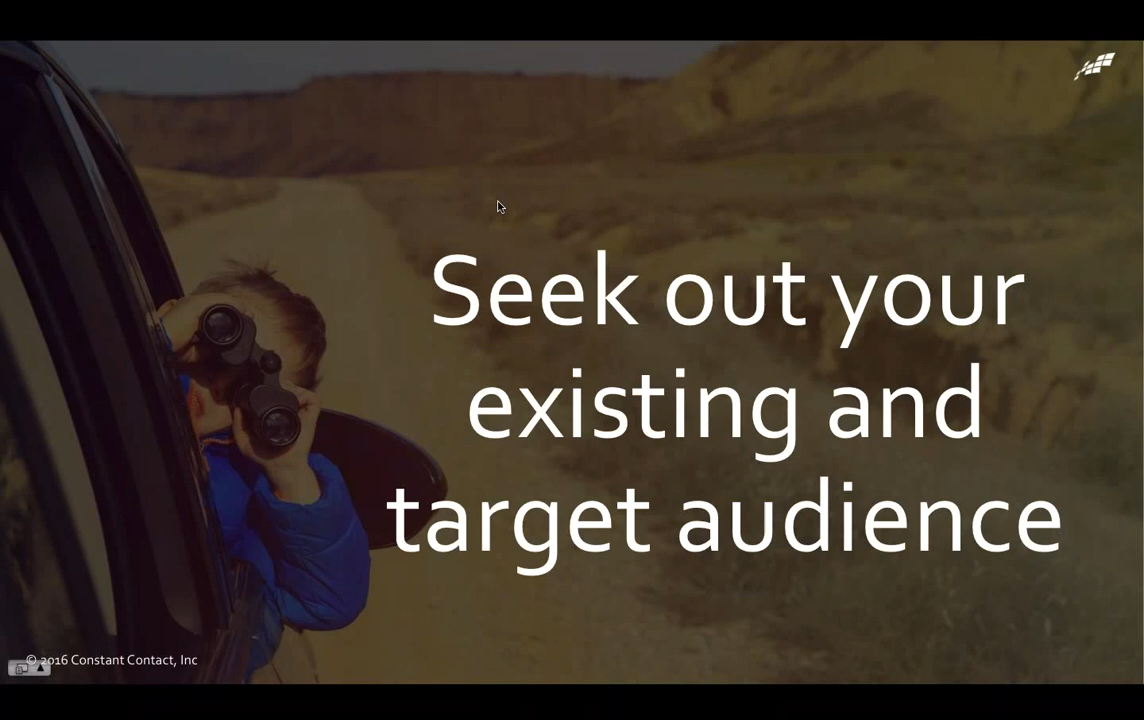 Seek out your
existing and
target audience
© 2016 Constant Contact, Inc